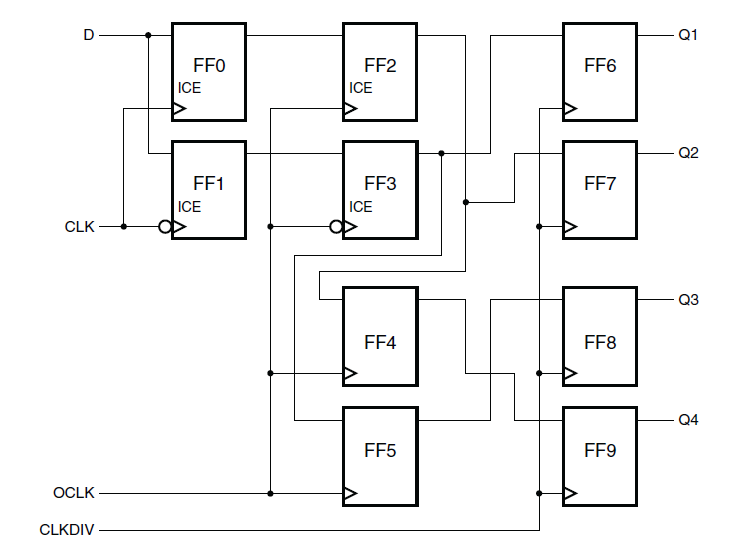 D
FF0
ICE
FF2
ICE
FF6
Q1
FF1
ICE
FF3
ICE
FF7
Q2
CLK
FF4
FF8
Q3
FF5
FF9
Q4
OCLK
CLKDIV